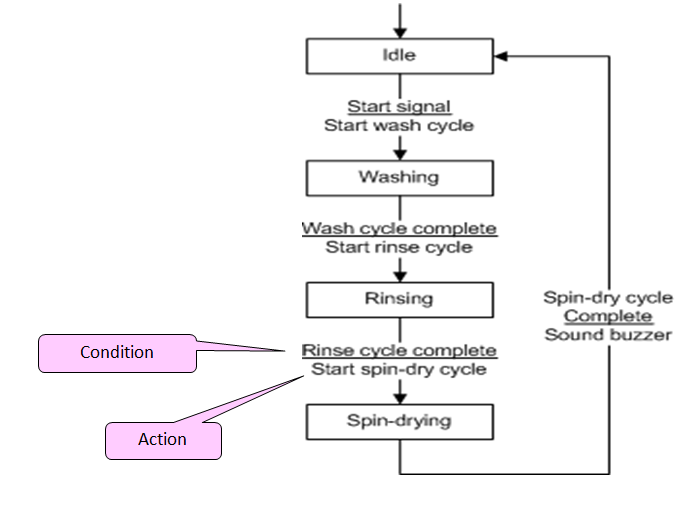 Idle
Start signal
Start wash cycle
Washing
Wash cycle complete
Start rinse cycle
Rinsing
Spin-dry cycle
Complete
Sound buzzer
Condition
Rinse cycle complete
Start spin-dry cycle
Action
Spin-drying